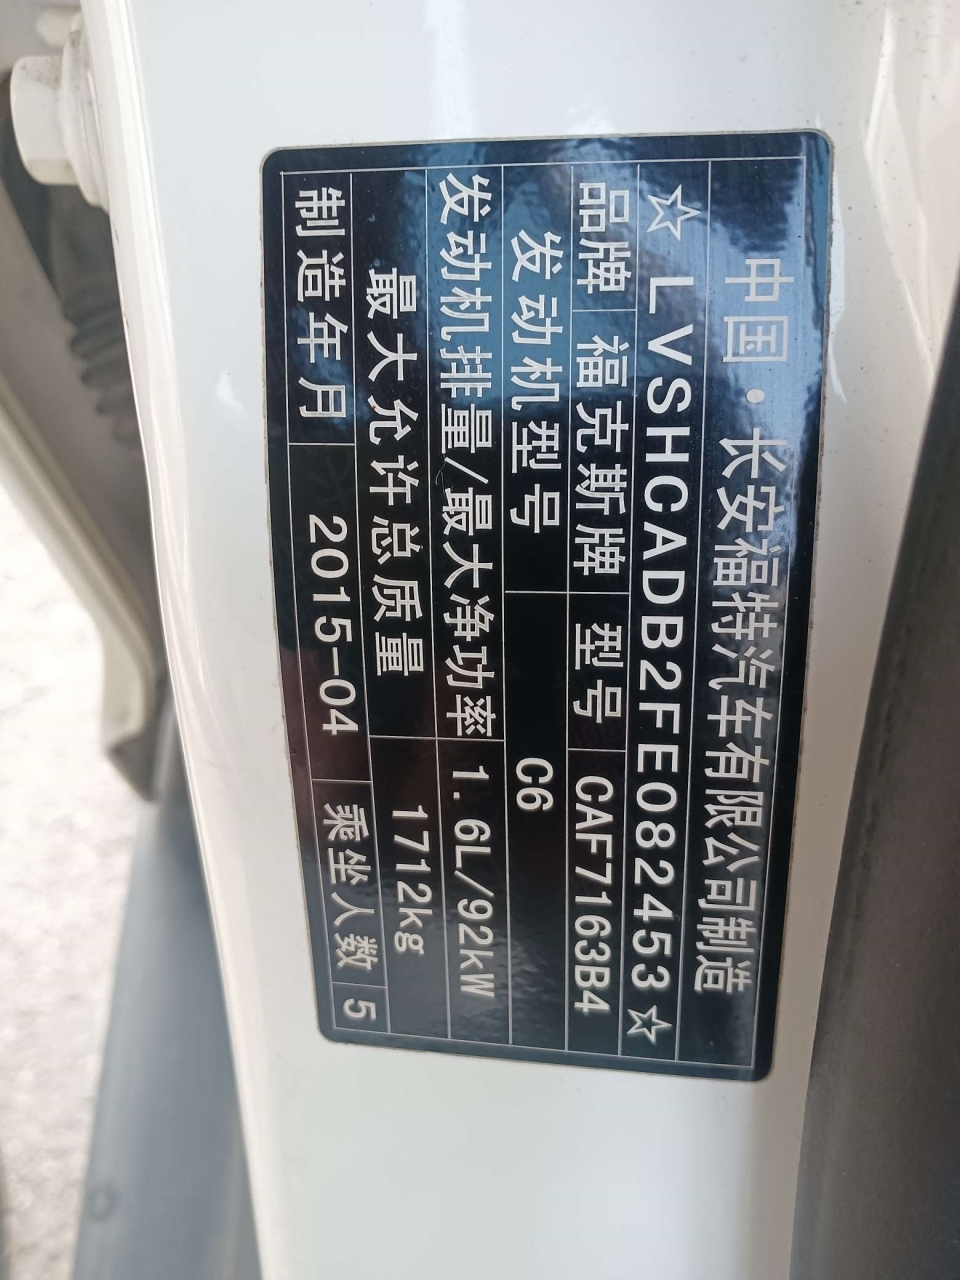 中国·长安福特汽车有限公司制造
☆LVSHCADB2FE082453☆
品牌 福克斯牌 型号 CAF7163B4
发动机型号 C6
发动机排量/最大净功率 1.6L/92kW
最大允许总质量 1712kg
制造年月 2015-04 乘坐人数 5